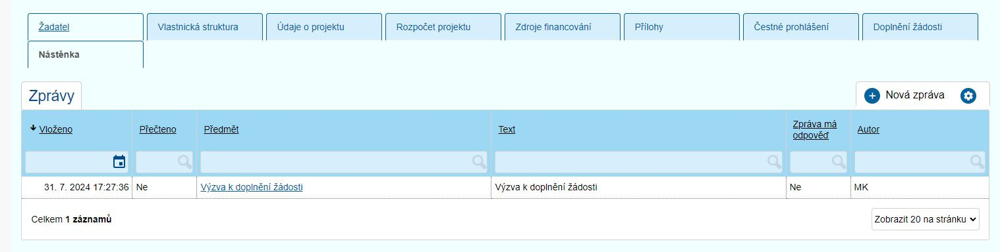 Žadatel Vlastnická struktura Údaje o projektu Rozpočet projektu Zdroje financování Přílohy Čestné prohlášení Doplnění žádosti
Nástěnka
Zprávy Nová zpráva
Vloženo Přečteno Předmět Text Zpráva má odpověď Autor
31. 7. 2024 17:27:36 Ne Výzva k doplnění žádosti Výzva k doplnění žádosti Ne MK
Celkem 1 záznamů Zobrazit 20 na stránku